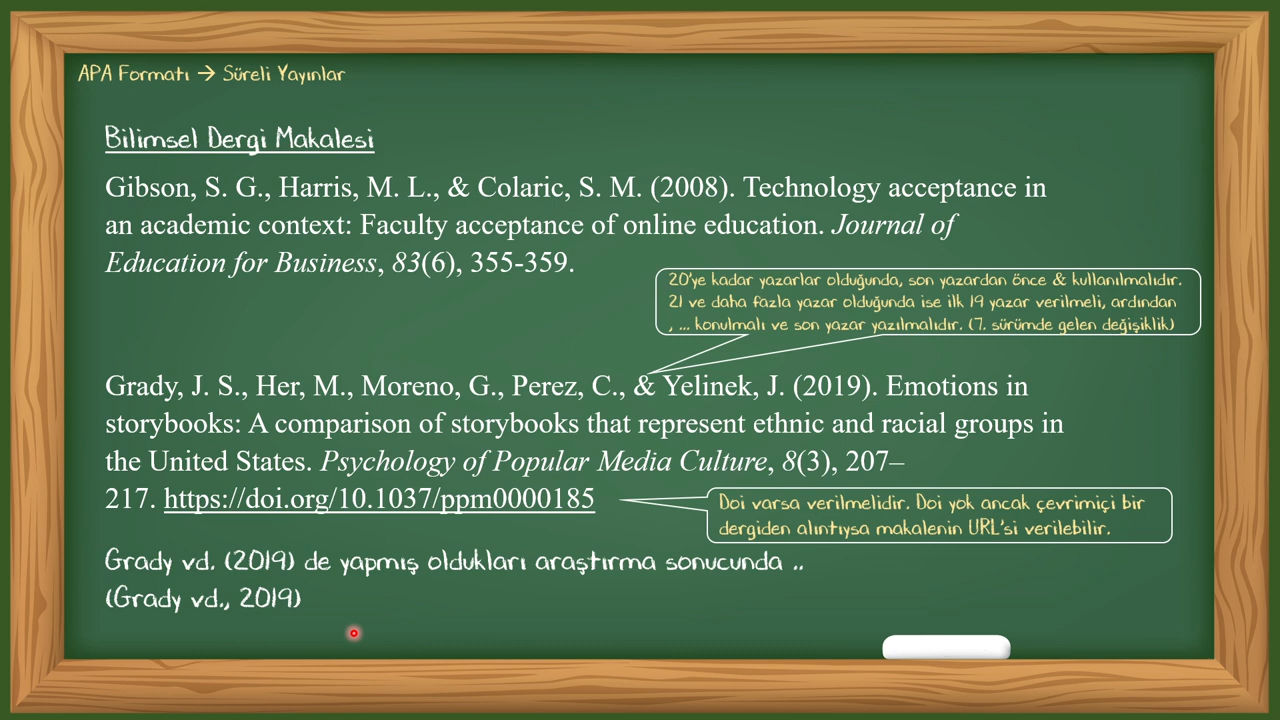 APA Formatı → Süreli Yayınlar
Bilimsel Dergi Makalesi
Gibson, S. G., Harris, M. L., & Colaric, S. M. (2008). Technology acceptance in
an academic context: Faculty acceptance of online education. Journal of
Education for Business, 83(6), 355-359.
20'ye kadar yazarlar olduğunda, son yazardan önce & kullanılmalıdır.
21 ve daha fazla yazar olduğunda ise ilk 19 yazar verilmeli, ardından
, ... konulmalı ve son yazar yazılmalıdır. (7. sürümde gelen değişiklik)
Grady, J. S., Her, M., Moreno, G., Perez, C., & Yelinek, J. (2019). Emotions in
storybooks: A comparison of storybooks that represent ethnic and racial groups in
the United States. Psychology of Popular Media Culture, 8(3), 207–
217. https://doi.org/10.1037/ppm0000185
Doi varsa verilmelidir. Doi yok ancak çevrimiçi bir
dergiden alıntıysa makalenin URL'si verilebilir.
Grady vd. (2019) de yapmış oldukları araştırma sonucunda ..
(Grady vd., 2019)